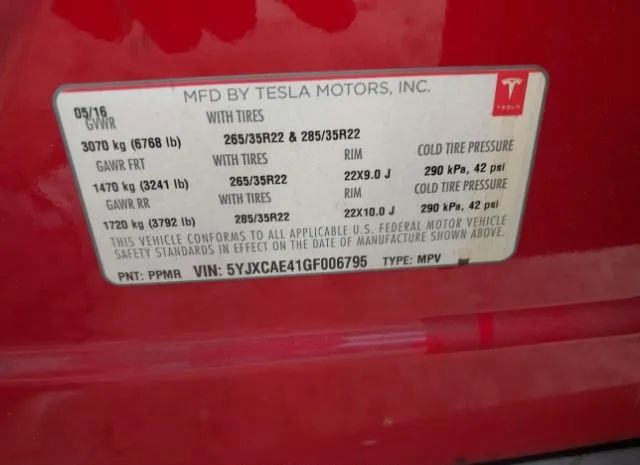 MFD BY TESLA MOTORS, INC.
TESLA
05/16
GVWR WITH TIRES
3070 kg (6768 lb) 265/35R22 & 285/35R22
GAWR FRT WITH TIRES RIM COLD TIRE PRESSURE
1470 kg (3241 lb) 265/35R22 22X9.0 J 290 kPa, 42 psi
GAWR RR WITH TIRES RIM COLD TIRE PRESSURE
1720 kg (3792 lb) 285/35R22 22X10.0 J 290 kPa, 42 psi
THIS VEHICLE CONFORMS TO ALL APPLICABLE U.S. FEDERAL MOTOR VEHICLE
SAFETY STANDARDS IN EFFECT ON THE DATE OF MANUFACTURE SHOWN ABOVE.
PNT: PPMR VIN: 5YJXCAE41GF006795 TYPE: MPV